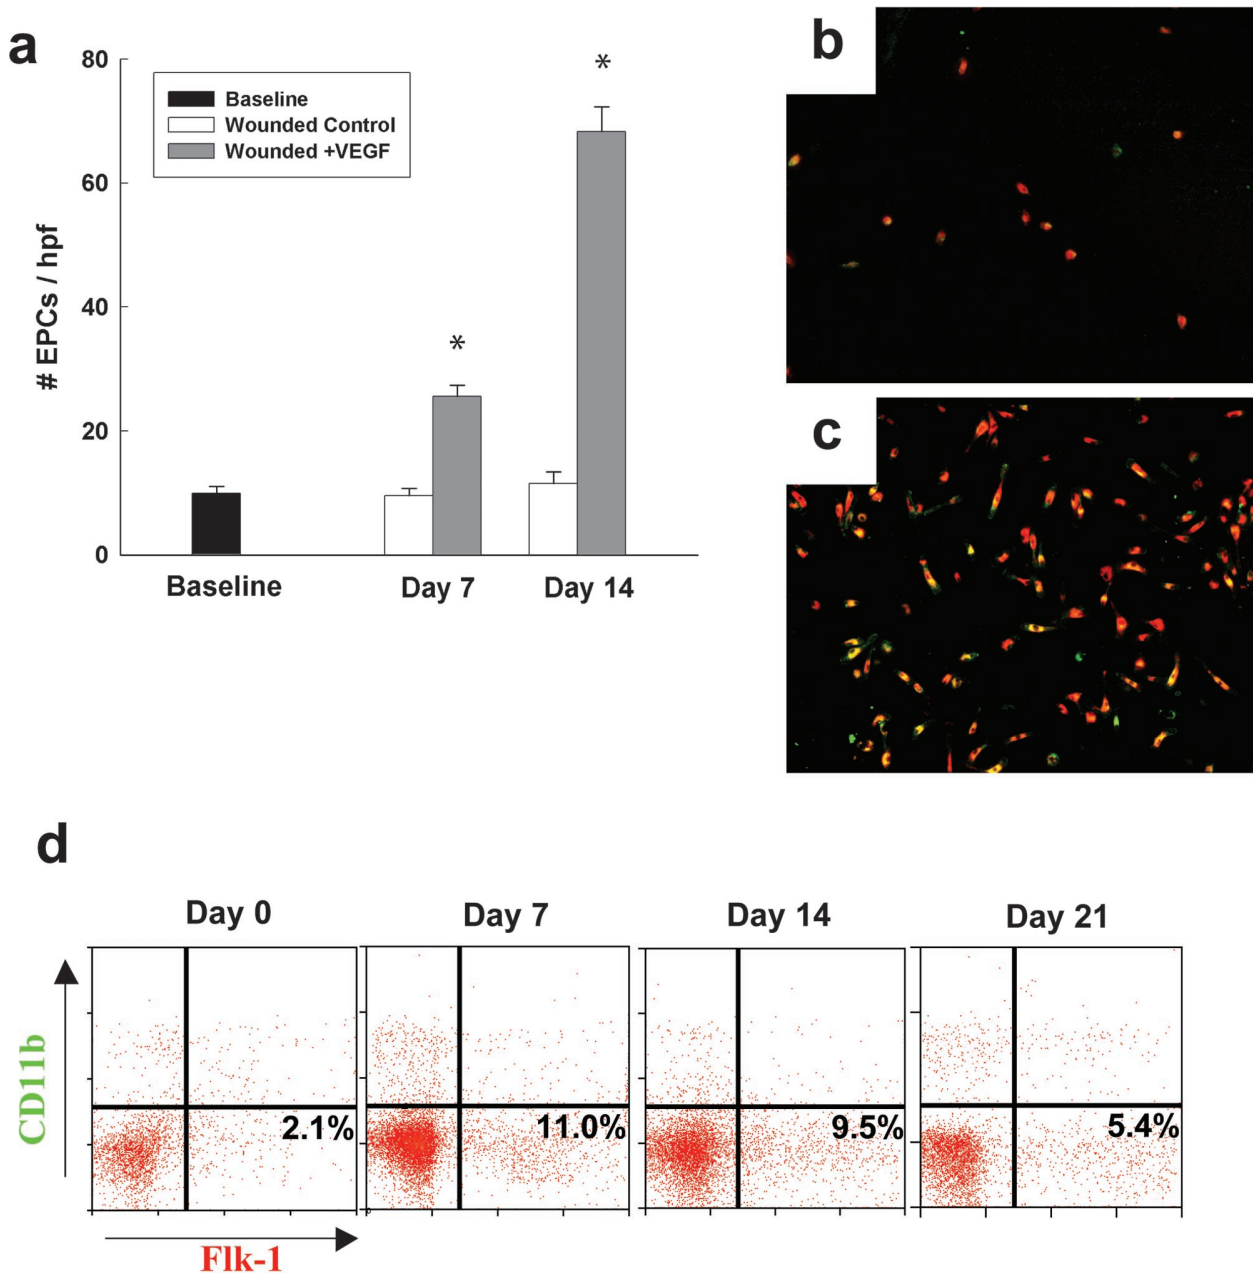 a
80
60
40
20
0
# EPCs / hpf
Baseline
Wounded Control
Wounded +VEGF
*
*
Baseline
Day 7
Day 14
b
c
d
Day 0
Day 7
Day 14
Day 21
CD11b
2.1%
11.0%
9.5%
5.4%
Flk-1